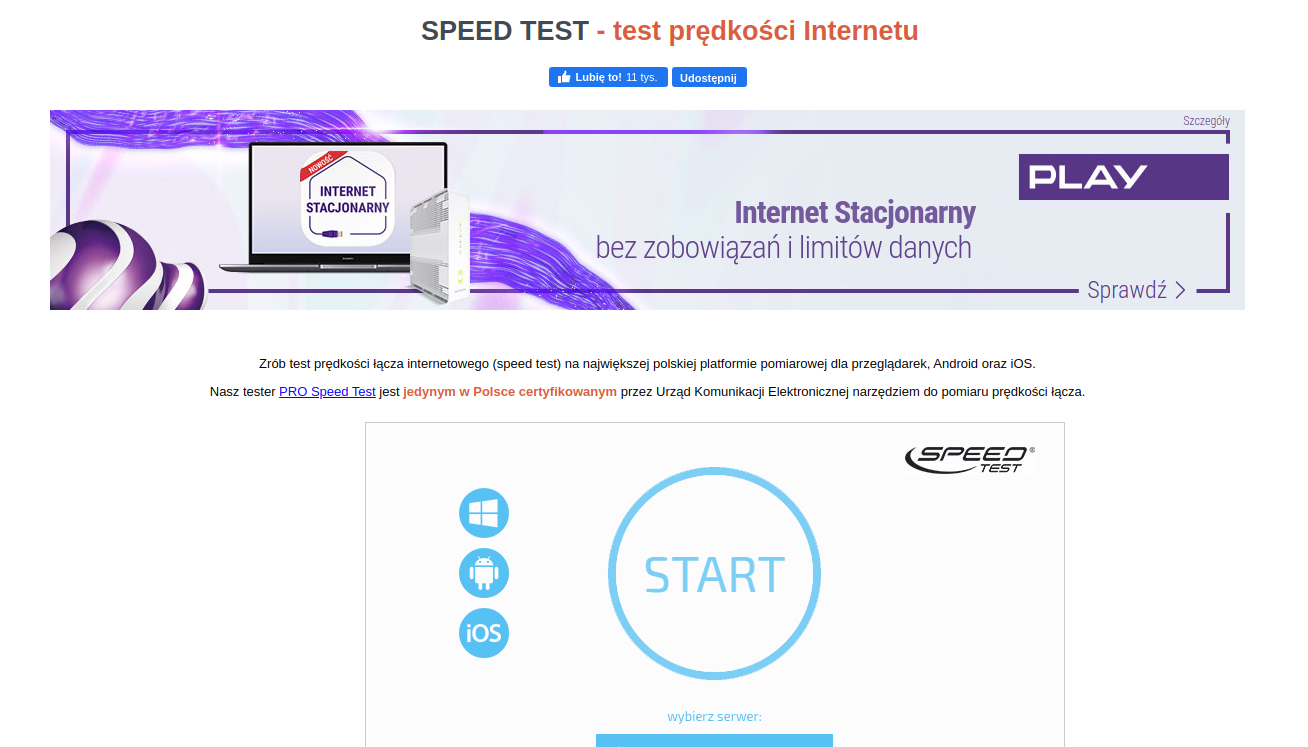 SPEED TEST - test prędkości Internetu
Lubię to! 11 tys. Udostępnij
Szczegóły
NOWOŚĆ
INTERNET
STACJONARNY
PLAY
Internet Stacjonarny
bez zobowiązań i limitów danych
Sprawdź >
Zrób test prędkości łącza internetowego (speed test) na największej polskiej platformie pomiarowej dla przeglądarek, Android oraz iOS.
Nasz tester PRO Speed Test jest jedynym w Polsce certyfikowanym przez Urząd Komunikacji Elektronicznej narzędziem do pomiaru prędkości łącza.
SPEED ®
TEST
START
iOS
wybierz serwer: